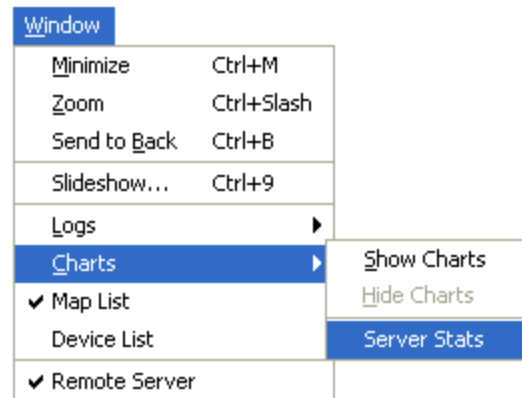 Window
Minimize Ctrl+M
Zoom Ctrl+Slash
Send to Back Ctrl+B
Slideshow... Ctrl+9
Logs
Charts
Show Charts
Hide Charts
Server Stats
Map List
Device List
Remote Server